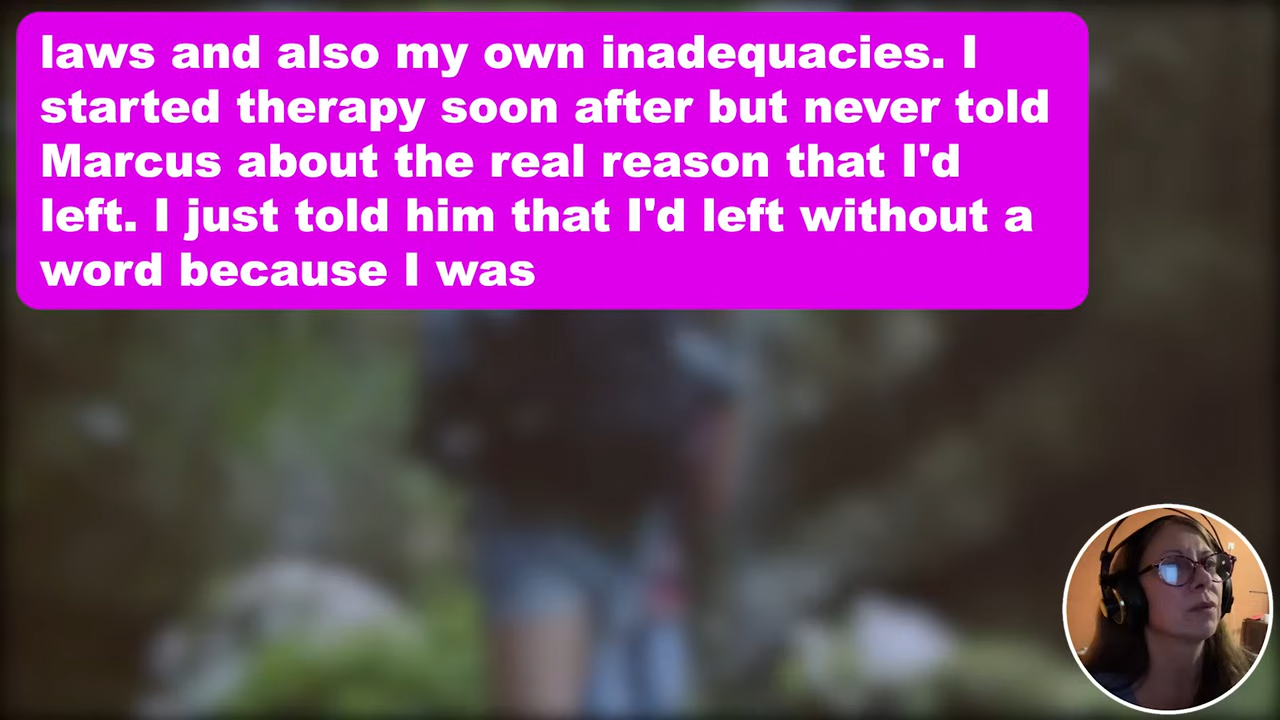 laws and also my own inadequacies. I
started therapy soon after but never told
Marcus about the real reason that I'd
left. I just told him that I'd left without a
word because I was